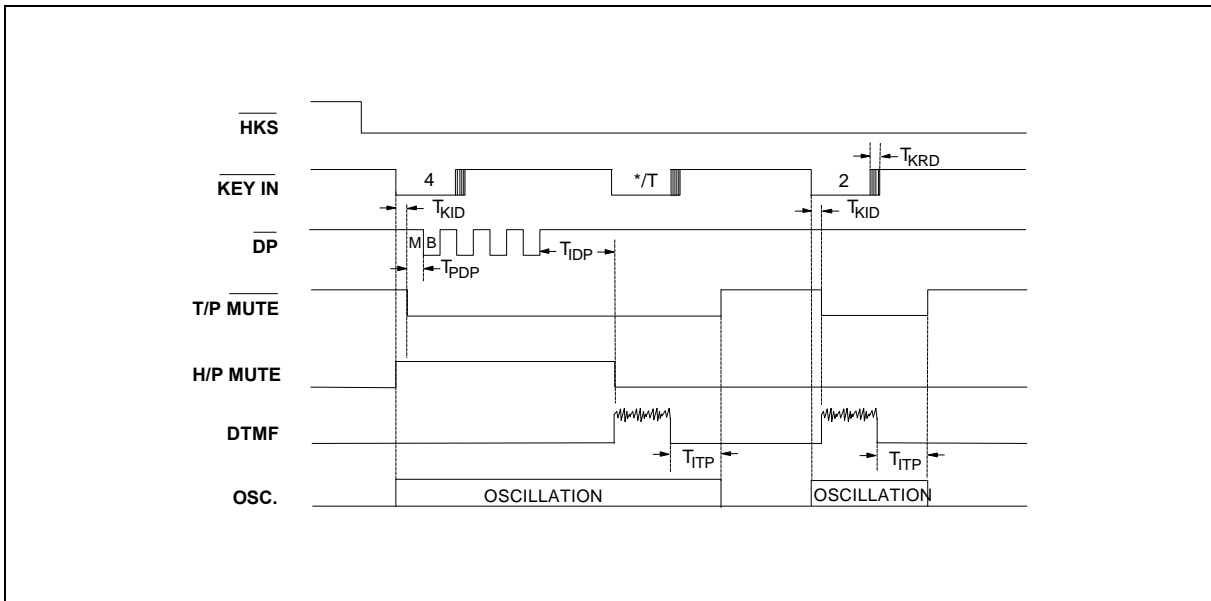 HKS
T_KRD
KEY IN 4 */T 2
T_KID T_KID
DP M B T_IDP
T_PDP
T/P MUTE
H/P MUTE
DTMF
T_ITP T_ITP
OSC. OSCILLATION OSCILLATION